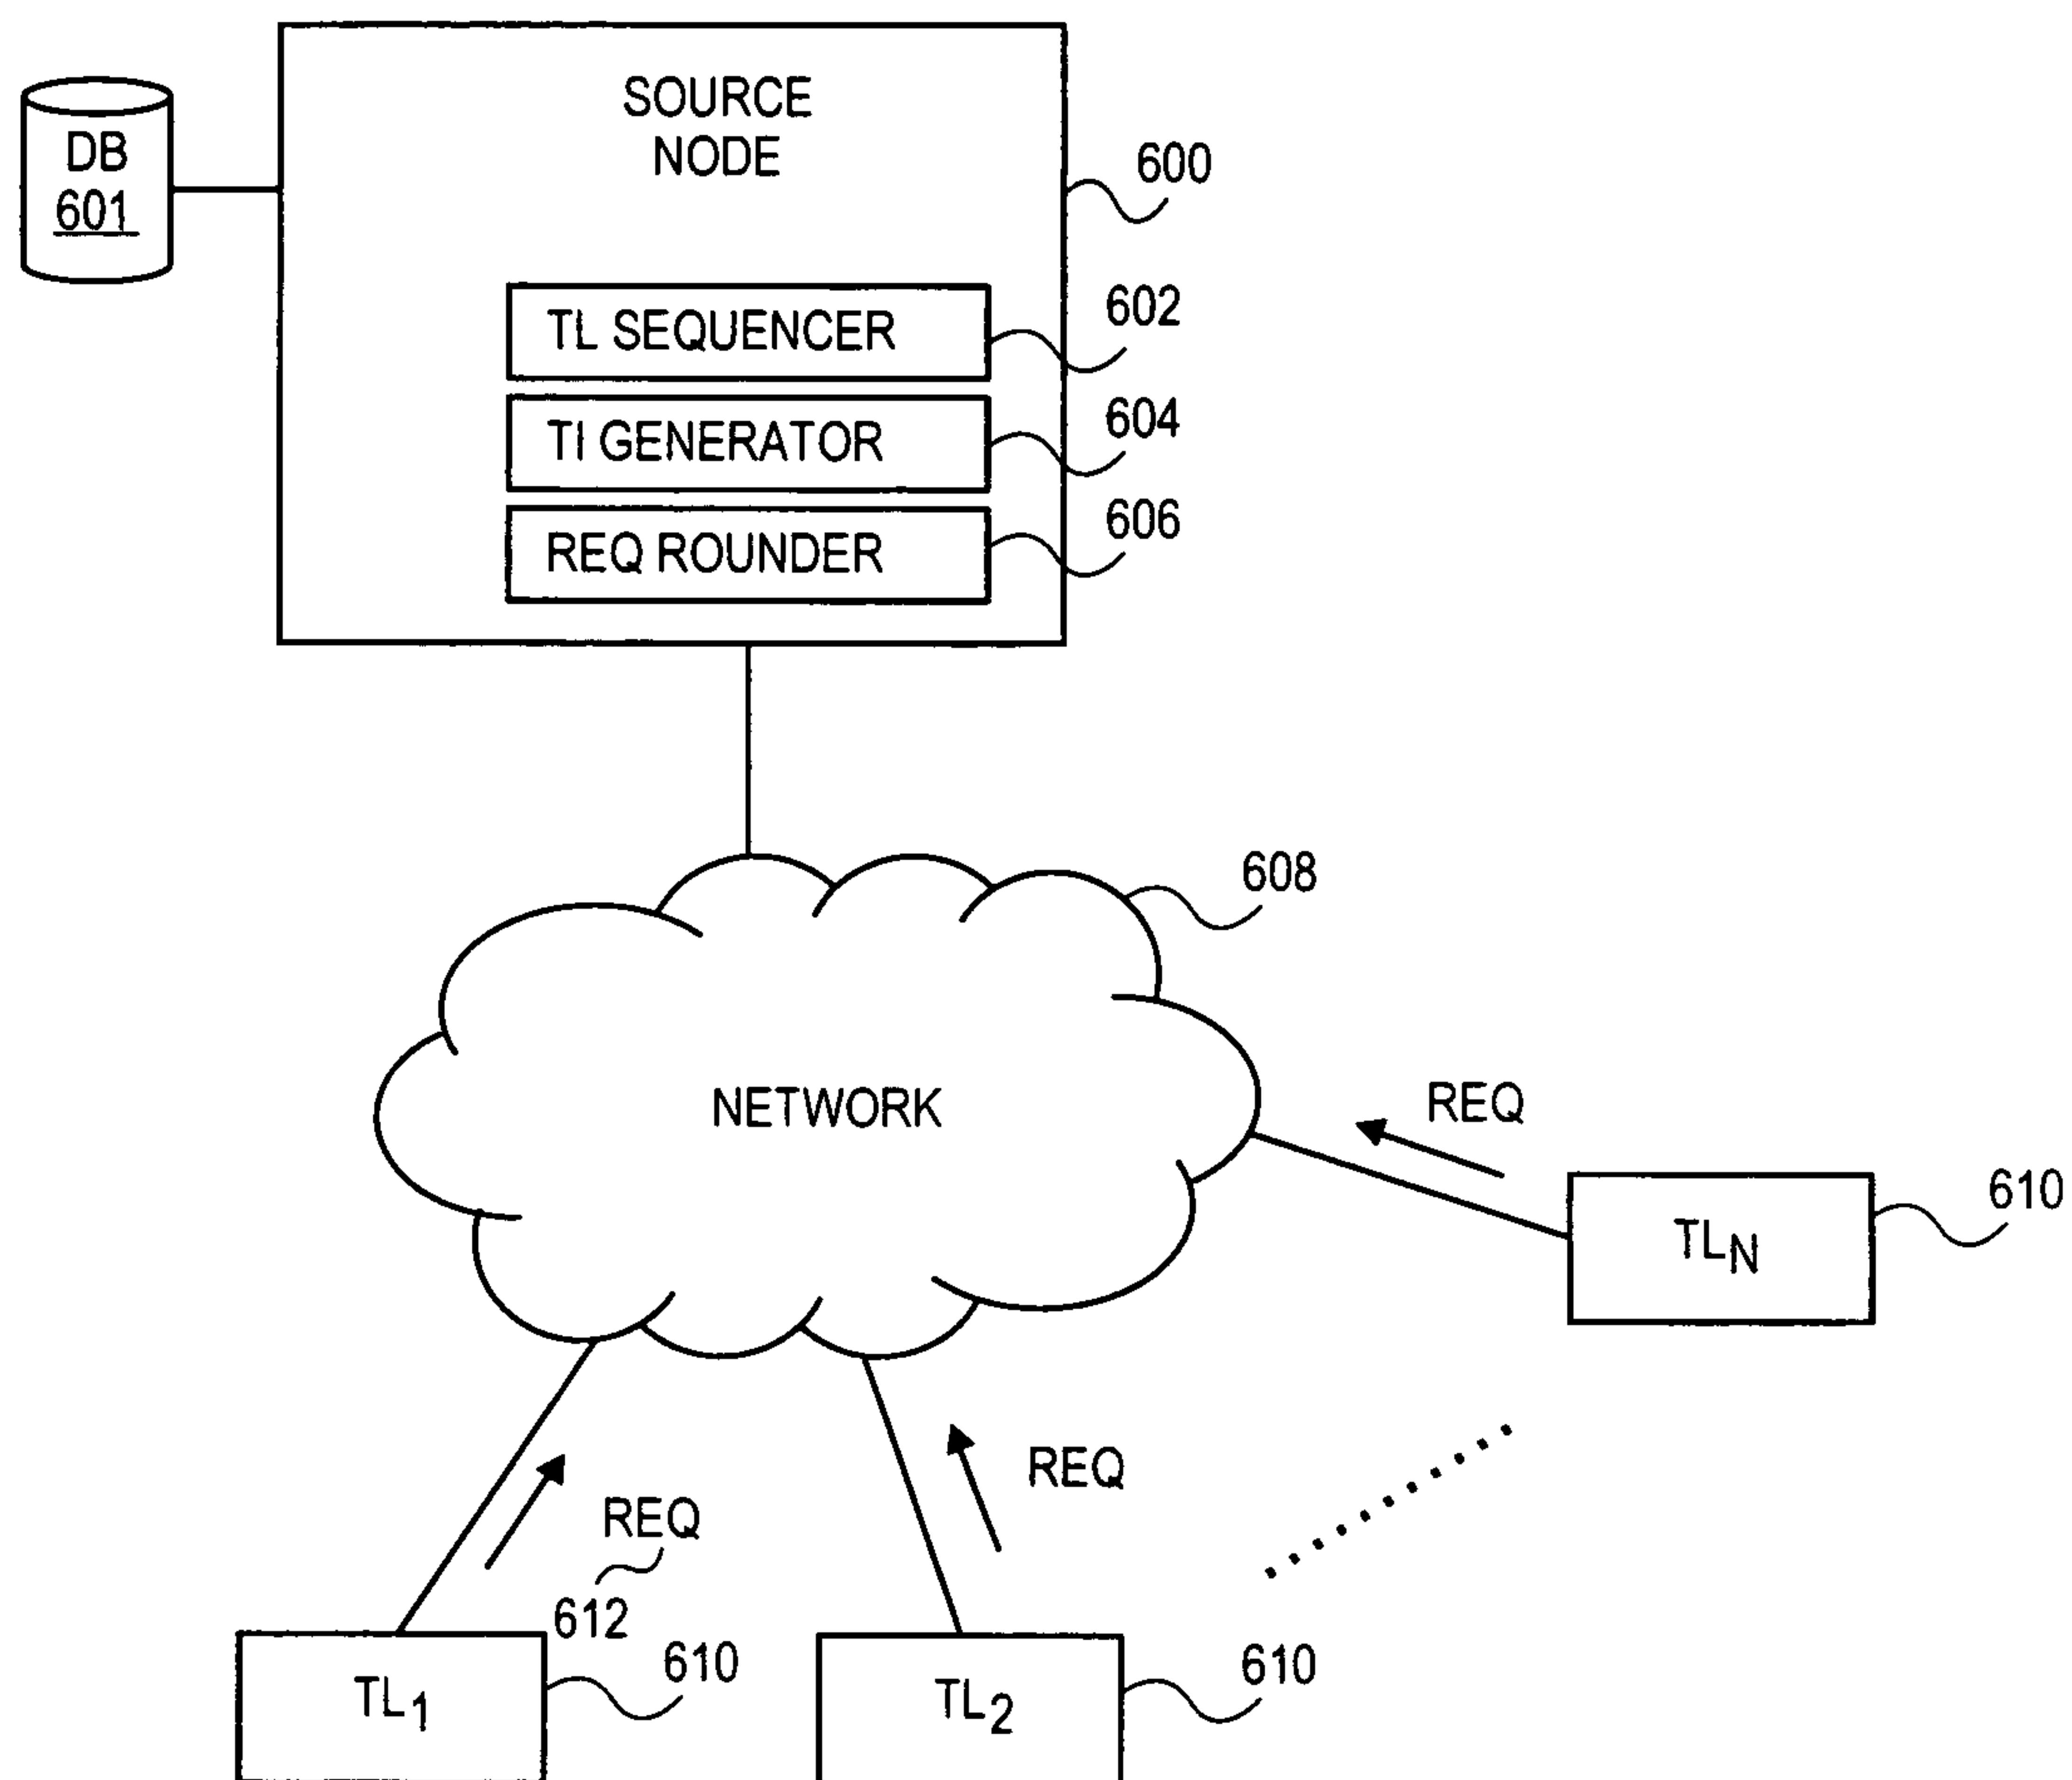 SOURCE
NODE
DB
601
600
602
TL SEQUENCER
604
TI GENERATOR
606
REQ ROUNDER
608
NETWORK
REQ
610
TLN
REQ
REQ
612
610
TL1
610
TL2